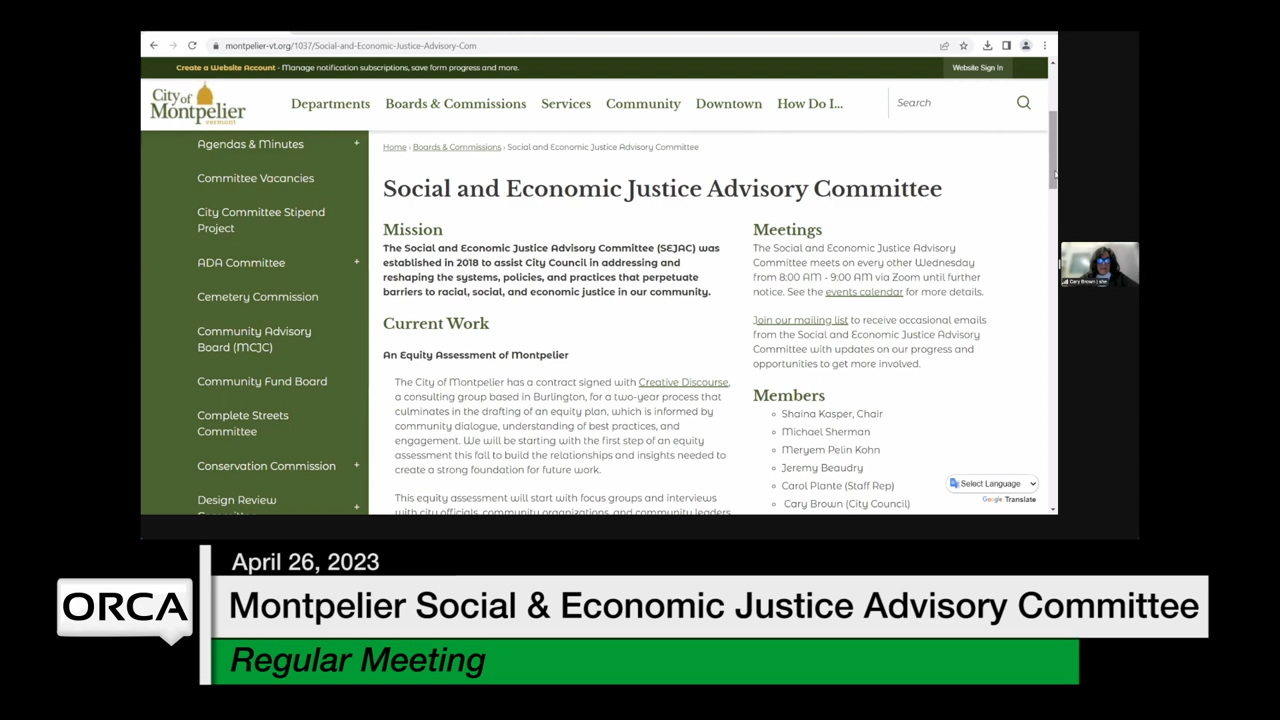 montpelier-vt.org/1037/Social-and-Economic-Justice-Advisory-Com
Create a Website Account - Manage notification subscriptions, save form progress and more.
Website Sign In
City of
Montpelier
vermont
Departments
Boards & Commissions
Services
Community
Downtown
How Do I...
Search
Agendas & Minutes
Committee Vacancies
City Committee Stipend
Project
ADA Committee
Cemetery Commission
Community Advisory
Board (MCJC)
Community Fund Board
Complete Streets
Committee
Conservation Commission
Design Review
Committee
Home › Boards & Commissions › Social and Economic Justice Advisory Committee
Social and Economic Justice Advisory Committee
Mission
The Social and Economic Justice Advisory Committee (SEJAC) was
established in 2018 to assist City Council in addressing and
reshaping the systems, policies, and practices that perpetuate
barriers to racial, social, and economic justice in our community.
Current Work
An Equity Assessment of Montpelier
The City of Montpelier has a contract signed with Creative Discourse,
a consulting group based in Burlington, for a two-year process that
culminates in the drafting of an equity plan, which is informed by
community dialogue, understanding of best practices, and
engagement. We will be starting with the first step of an equity
assessment this fall to build the relationships and insights needed to
create a strong foundation for future work.
This equity assessment will start with focus groups and interviews
with city officials, community organizations, and community leaders
Meetings
The Social and Economic Justice Advisory
Committee meets on every other Wednesday
from 8:00 AM - 9:00 AM via Zoom until further
notice. See the events calendar for more details.
Join our mailing list to receive occasional emails
from the Social and Economic Justice Advisory
Committee with updates on our progress and
opportunities to get more involved.
Members
Shaina Kasper, Chair
Michael Sherman
Meryem Pelin Kohn
Jeremy Beaudry
Carol Plante (Staff Rep)
Cary Brown (City Council)
Select Language
Google Translate
Cary Brown | she
April 26, 2023
ORCA
Montpelier Social & Economic Justice Advisory Committee
Regular Meeting